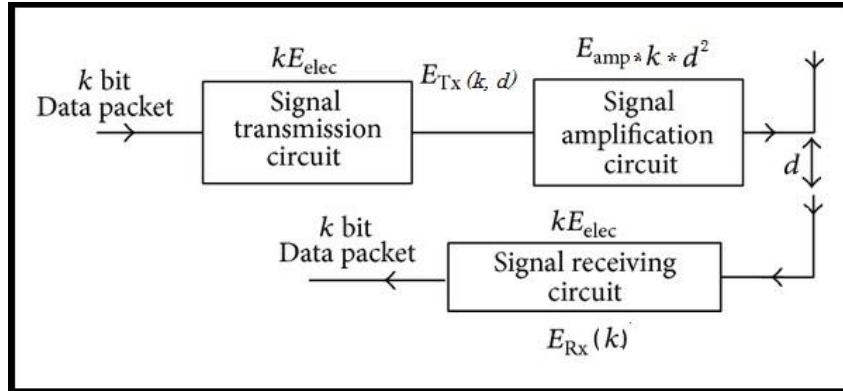 kE_elec
E_Tx (k, d)
E_amp * k * d²
k bit
Data packet
Signal
transmission
circuit
Signal
amplification
circuit
d
k bit
Data packet
kE_elec
Signal receiving
circuit
E_Rx (k)